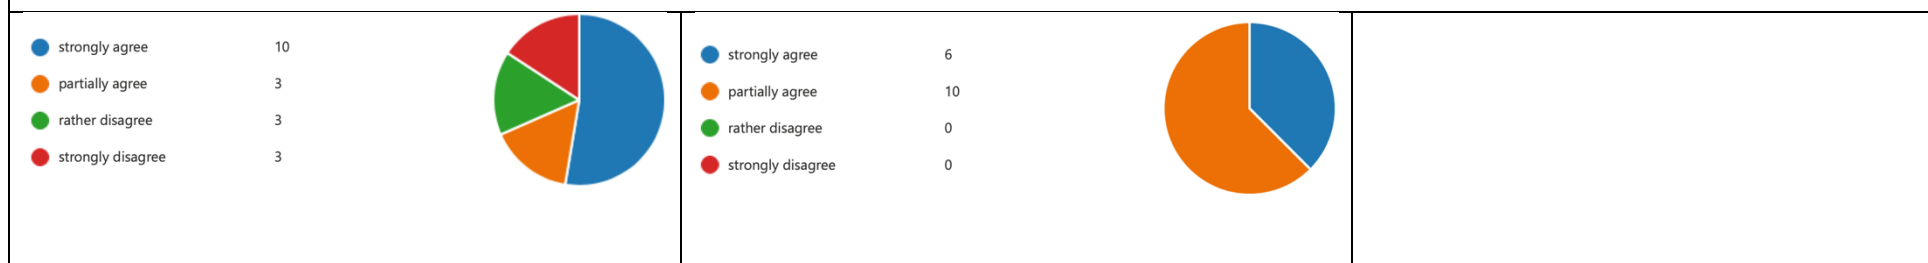 strongly agree 10
partially agree 3
rather disagree 3
strongly disagree 3
strongly agree 6
partially agree 10
rather disagree 0
strongly disagree 0